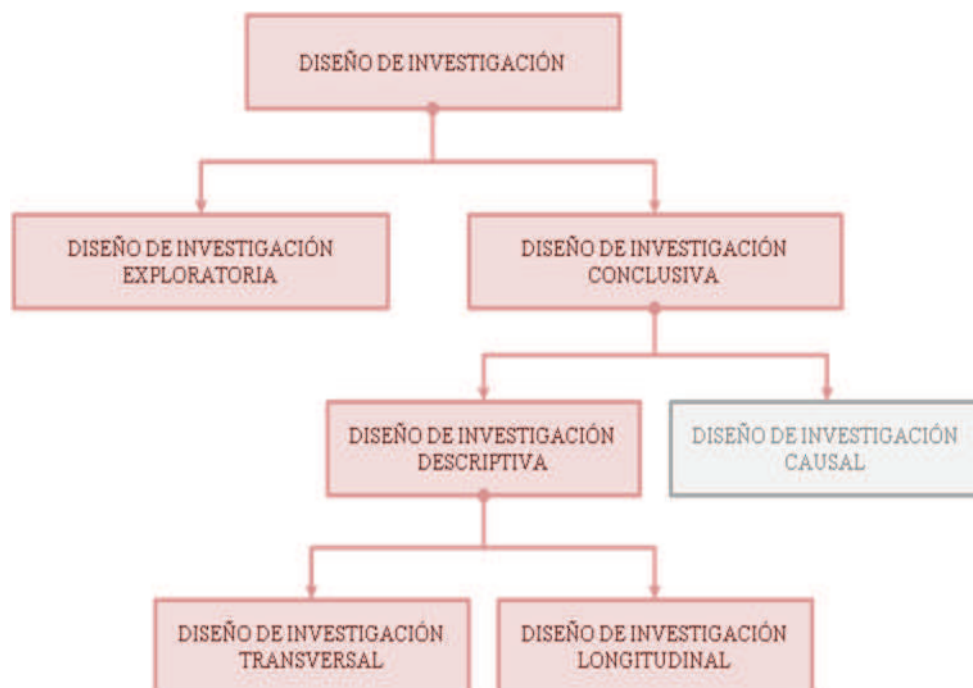 DISEÑO DE INVESTIGACIÓN
DISEÑO DE INVESTIGACIÓN
EXPLORATORIA
DISEÑO DE INVESTIGACIÓN
CONCLUSIVA
DISEÑO DE INVESTIGACIÓN
DESCRIPTIVA
DISEÑO DE INVESTIGACIÓN
CAUSAL
DISEÑO DE INVESTIGACIÓN
TRANSVERSAL
DISEÑO DE INVESTIGACIÓN
LONGITUDINAL